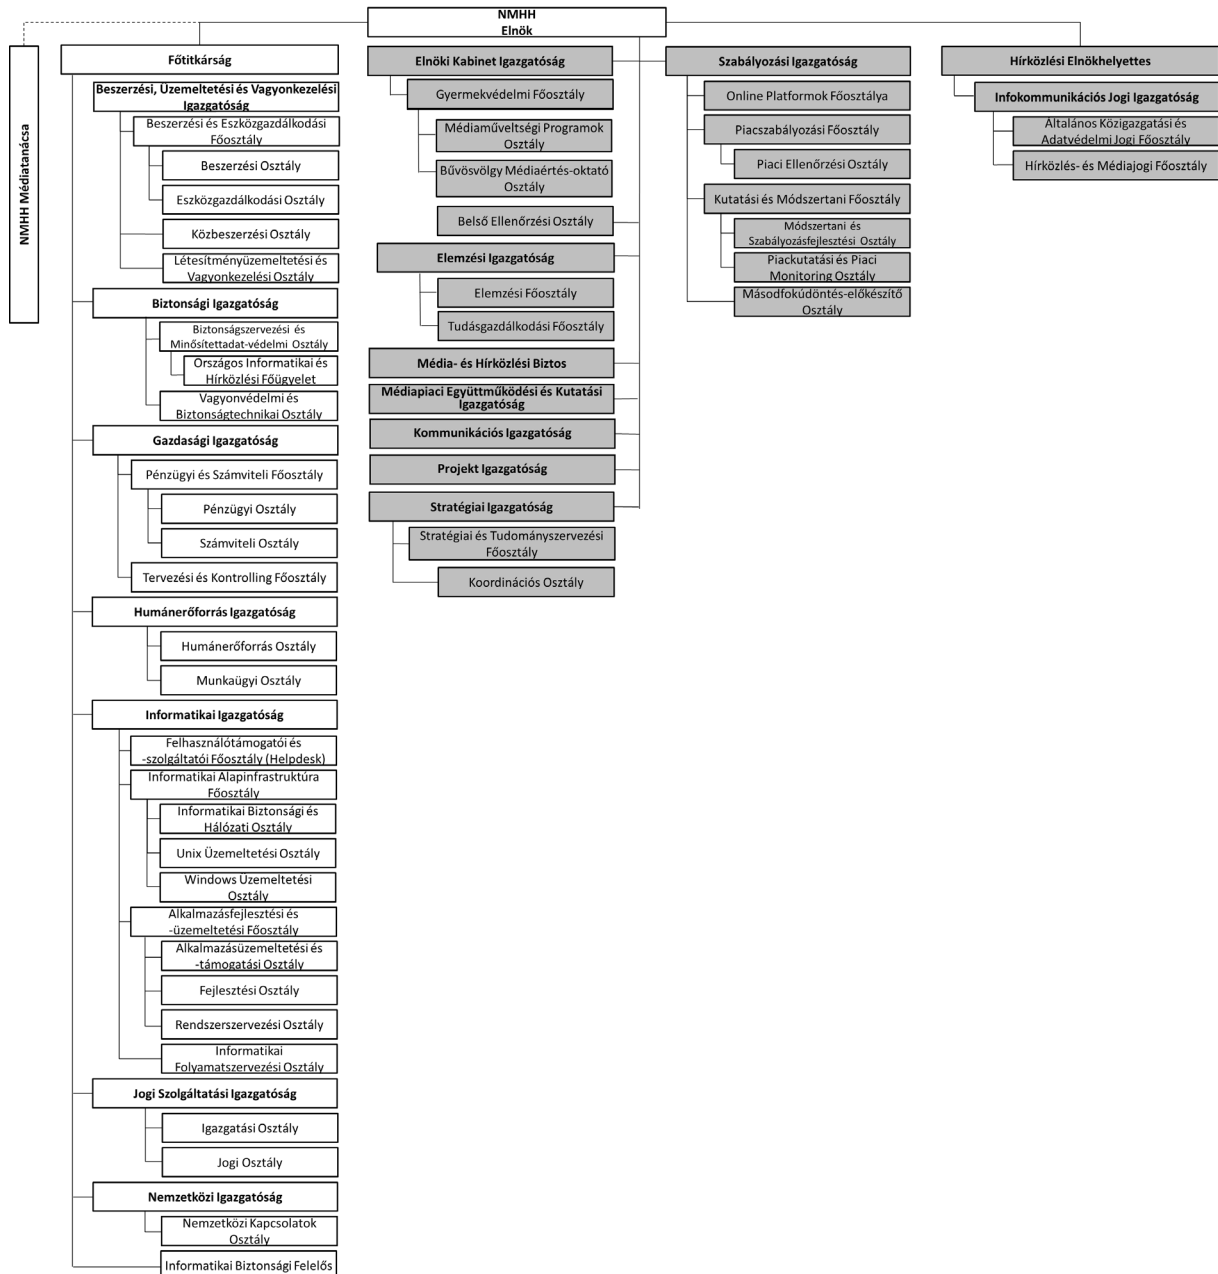 NMHH
Elnök
NMHH Médiatanácsa
Főtitkárság
Beszerzési, Üzemeltetési és Vagyonkezelési
Igazgatóság
Beszerzési és Eszközgazdálkodási
Főosztály
Beszerzési Osztály
Eszközgazdálkodási Osztály
Közbeszerzési Osztály
Létesítményüzemeltetési és
Vagyonkezelési Osztály
Biztonsági Igazgatóság
Biztonságszervezési és
Minősítettadat-védelmi Osztály
Országos Informatikai és
Hírközlési Főügyelet
Vagyonvédelmi és
Biztonságtechnikai Osztály
Gazdasági Igazgatóság
Pénzügyi és Számviteli Főosztály
Pénzügyi Osztály
Számviteli Osztály
Tervezési és Kontrolling Főosztály
Humánerőforrás Igazgatóság
Humánerőforrás Osztály
Munkaügyi Osztály
Informatikai Igazgatóság
Felhasználótámogatói és
-szolgáltatói Főosztály (Helpdesk)
Informatikai Alapinfrastruktúra
Főosztály
Informatikai Biztonsági és
Hálózati Osztály
Unix Üzemeltetési Osztály
Windows Üzemeltetési
Osztály
Alkalmazásfejlesztési és
-üzemeltetési Főosztály
Alkalmazásüzemeltetési és
-támogatási Osztály
Fejlesztési Osztály
Rendszerszervezési Osztály
Informatikai
Folyamatszervezési Osztály
Jogi Szolgáltatási Igazgatóság
Igazgatási Osztály
Jogi Osztály
Nemzetközi Igazgatóság
Nemzetközi Kapcsolatok
Osztály
Informatikai Biztonsági Felelős
Elnöki Kabinet Igazgatóság
Gyermekvédelmi Főosztály
Médiaműveltségi Programok
Osztály
Bűvösvölgy Médiaértés-oktató
Osztály
Belső Ellenőrzési Osztály
Elemzési Igazgatóság
Elemzési Főosztály
Tudásgazdálkodási Főosztály
Média- és Hírközlési Biztos
Médiapiaci Együttműködési és Kutatási
Igazgatóság
Kommunikációs Igazgatóság
Projekt Igazgatóság
Stratégiai Igazgatóság
Stratégiai és Tudományszervezési
Főosztály
Koordinációs Osztály
Szabályozási Igazgatóság
Online Platformok Főosztálya
Piacszabályozási Főosztály
Piaci Ellenőrzési Osztály
Kutatási és Módszertani Főosztály
Módszertani és
Szabályozásfejlesztési Osztály
Piackutatási és Piaci
Monitoring Osztály
Másodfokúdöntés-előkészítő
Osztály
Hírközlési Elnökhelyettes
Infokommunikációs Jogi Igazgatóság
Általános Közigazgatási és
Adatvédelmi Jogi Főosztály
Hírközlés- és Médiajogi Főosztály